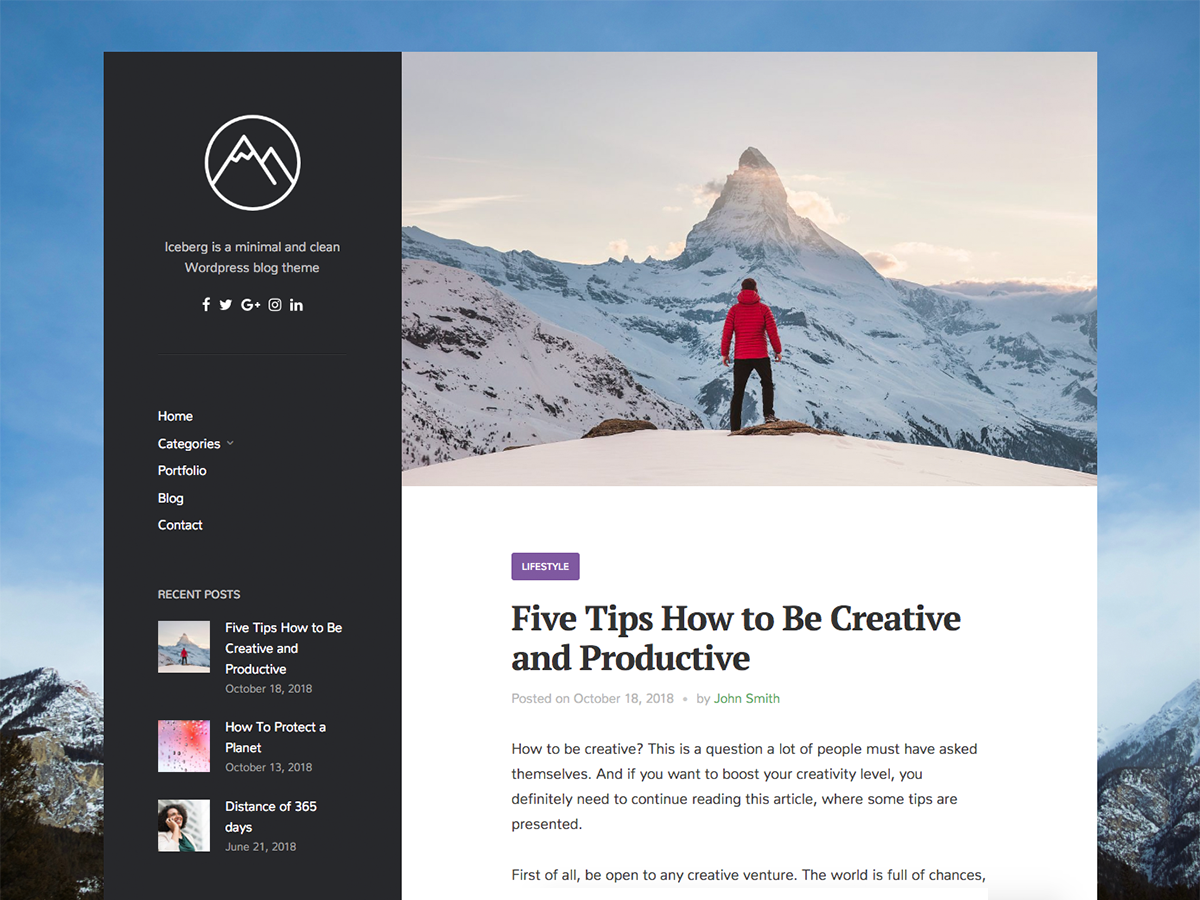 Iceberg is a minimal and clean
Wordpress blog theme
Home
Categories
Portfolio
Blog
Contact
RECENT POSTS
Five Tips How to Be
Creative and
Productive
October 18, 2018
How To Protect a
Planet
October 13, 2018
Distance of 365
days
June 21, 2018
LIFESTYLE
Five Tips How to Be Creative
and Productive
Posted on October 18, 2018 • by John Smith
How to be creative? This is a question a lot of people must have asked
themselves. And if you want to boost your creativity level, you
definitely need to continue reading this article, where some tips are
presented.
First of all, be open to any creative venture. The world is full of chances,